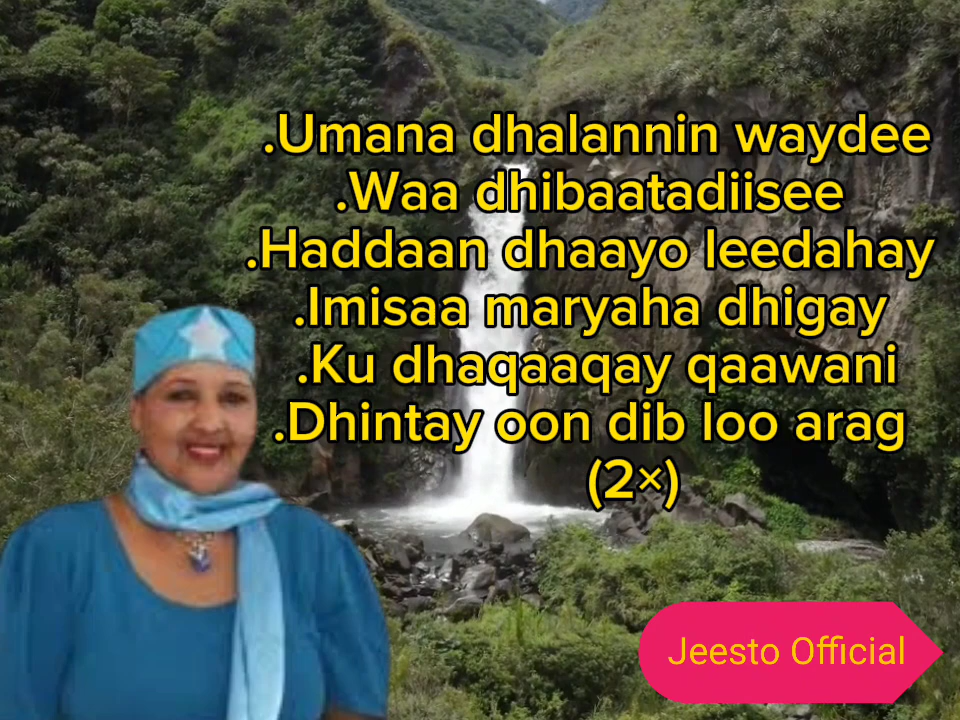 .Umana dhalannin waydee
.Waa dhibaatadiisee
.Haddaan dhaayo leedahay
.Imisaa maryaha dhigay
.Ku dhaqaaqay qaawani
.Dhintay oon dib loo arag
(2×)
Jeesto Official